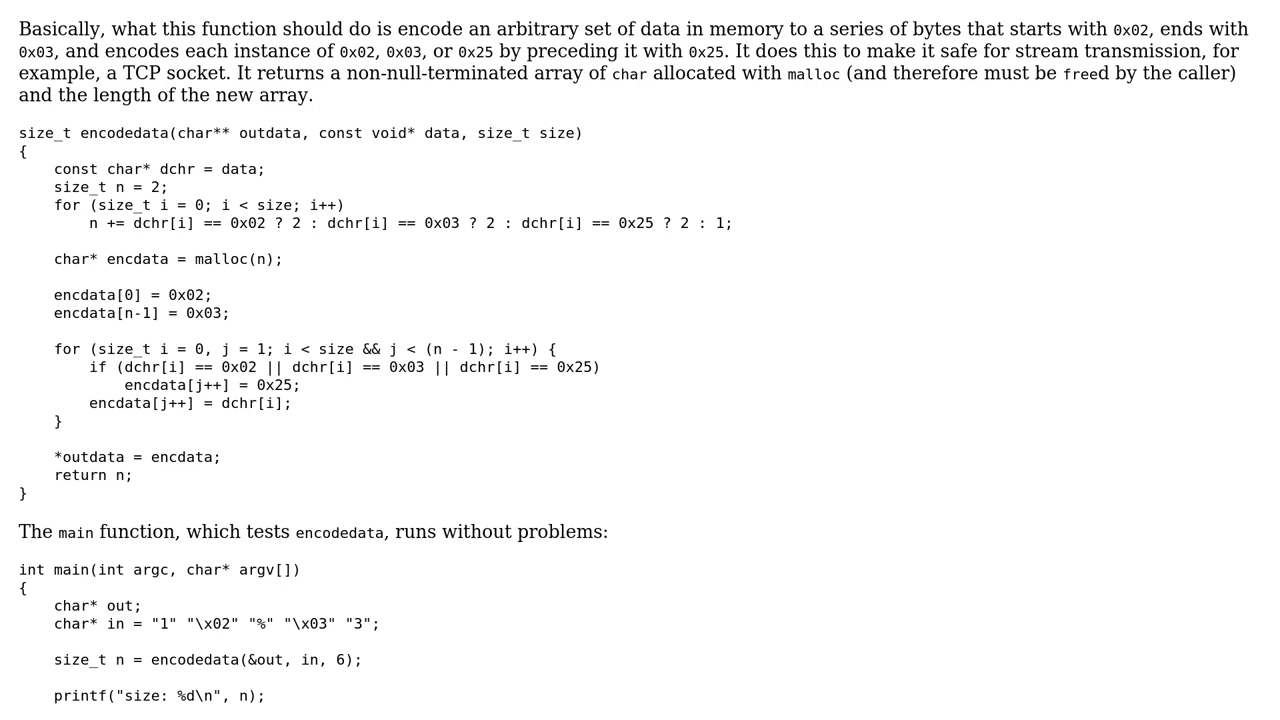 Basically, what this function should do is encode an arbitrary set of data in memory to a series of bytes that starts with 0x02, ends with
0x03, and encodes each instance of 0x02, 0x03, or 0x25 by preceding it with 0x25. It does this to make it safe for stream transmission, for
example, a TCP socket. It returns a non-null-terminated array of char allocated with malloc (and therefore must be freed by the caller)
and the length of the new array.
size_t encodedata(char** outdata, const void* data, size_t size)
{
    const char* dchr = data;
    size_t n = 2;
    for (size_t i = 0; i < size; i++)
        n += dchr[i] == 0x02 ? 2 : dchr[i] == 0x03 ? 2 : dchr[i] == 0x25 ? 2 : 1;
    char* encdata = malloc(n);
    encdata[0] = 0x02;
    encdata[n-1] = 0x03;
    for (size_t i = 0, j = 1; i < size && j < (n - 1); i++) {
        if (dchr[i] == 0x02 || dchr[i] == 0x03 || dchr[i] == 0x25)
            encdata[j++] = 0x25;
        encdata[j++] = dchr[i];
    }
    *outdata = encdata;
    return n;
}
The main function, which tests encodedata, runs without problems:
int main(int argc, char* argv[])
{
    char* out;
    char* in = "1" "\x02" "%" "\x03" "3";
    size_t n = encodedata(&out, in, 6);
    printf("size: %d\n", n);